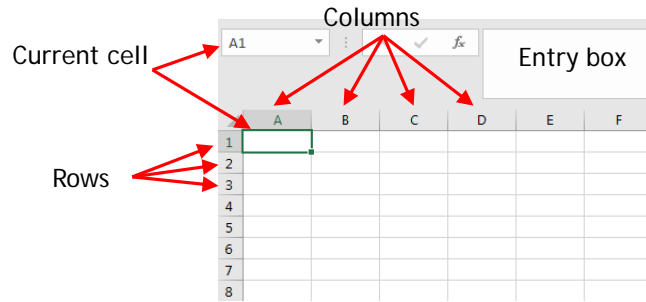 Columns
A1
fx
Current cell
Entry box
A B C D E F
1
2
Rows
3
4
5
6
7
8